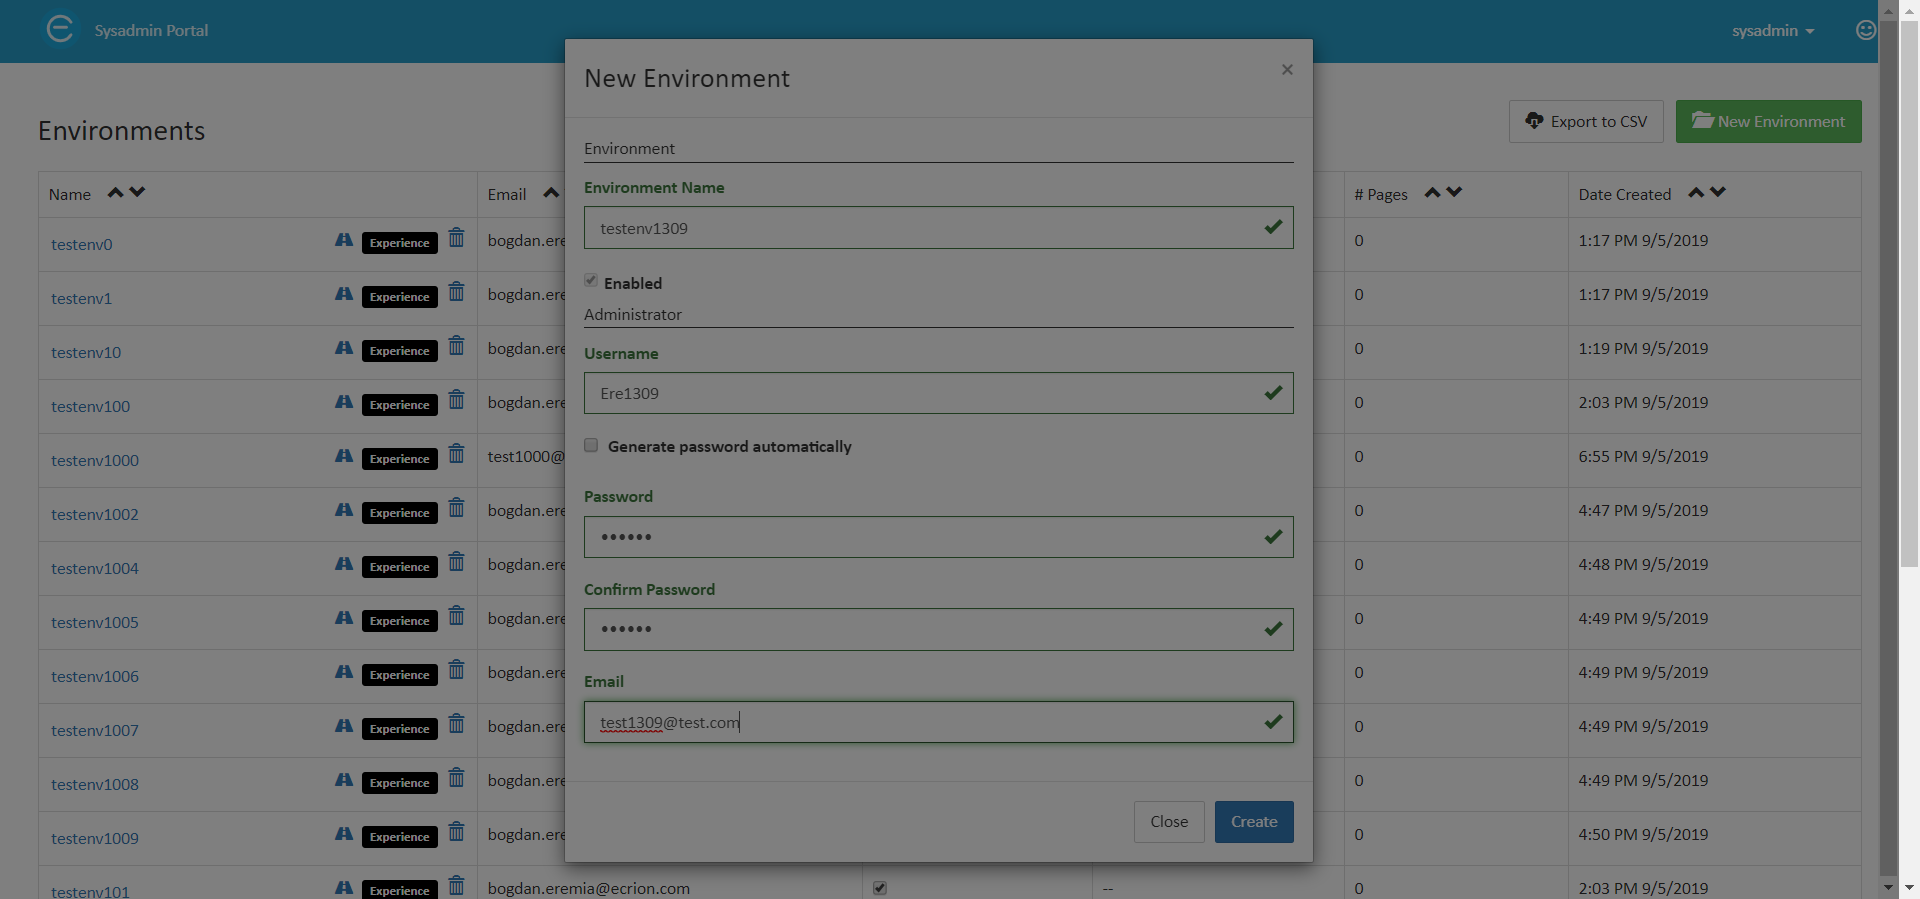 Sysadmin Portal
sysadmin
New Environment
×
Environments
Export to CSV
New Environment
Environment
Environment Name
testenv1309
Enabled
Administrator
Username
Ere1309
Generate password automatically
Password
••••••
Confirm Password
••••••
Email
test1309@test.com
Close
Create
Name
Email
# Pages
Date Created
testenv0 Experience bogdan.ere 0 1:17 PM 9/5/2019
testenv1 Experience bogdan.ere 0 1:17 PM 9/5/2019
testenv10 Experience bogdan.ere 0 1:19 PM 9/5/2019
testenv100 Experience bogdan.ere 0 2:03 PM 9/5/2019
testenv1000 Experience test1000@ 0 6:55 PM 9/5/2019
testenv1002 Experience bogdan.ere 0 4:47 PM 9/5/2019
testenv1004 Experience bogdan.ere 0 4:48 PM 9/5/2019
testenv1005 Experience bogdan.ere 0 4:49 PM 9/5/2019
testenv1006 Experience bogdan.ere 0 4:49 PM 9/5/2019
testenv1007 Experience bogdan.ere 0 4:49 PM 9/5/2019
testenv1008 Experience bogdan.ere 0 4:49 PM 9/5/2019
testenv1009 Experience bogdan.ere 0 4:50 PM 9/5/2019
testenv101 Experience bogdan.eremia@ecrion.com -- 0 2:03 PM 9/5/2019